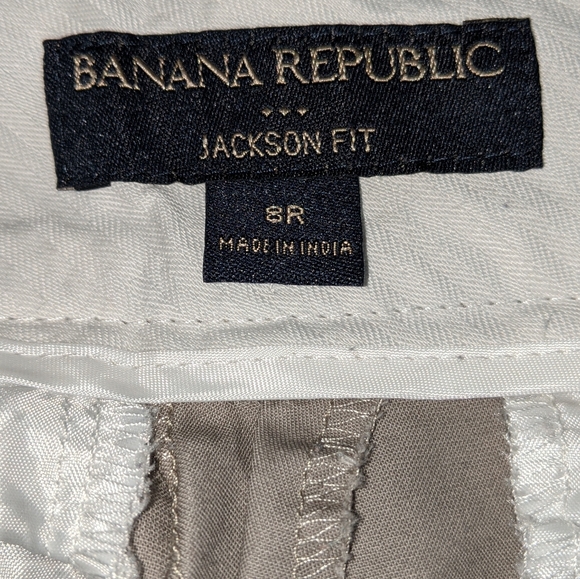 BANANA REPUBLIC
JACKSON FIT
8R
MADE IN INDIA